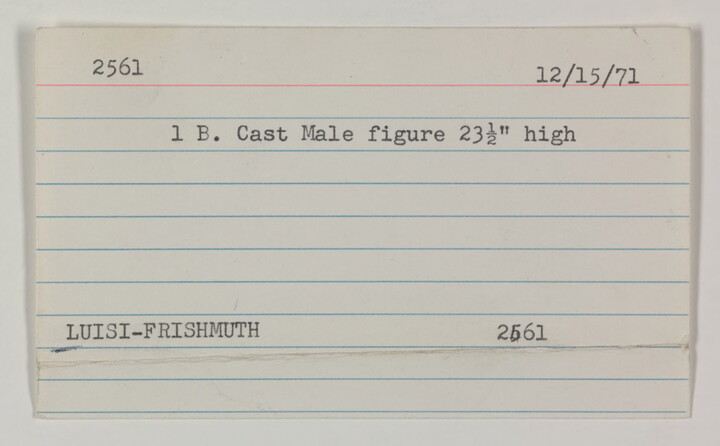 2561 12/15/71
1 B. Cast Male figure 23½" high
LUISI-FRISHMUTH 2561